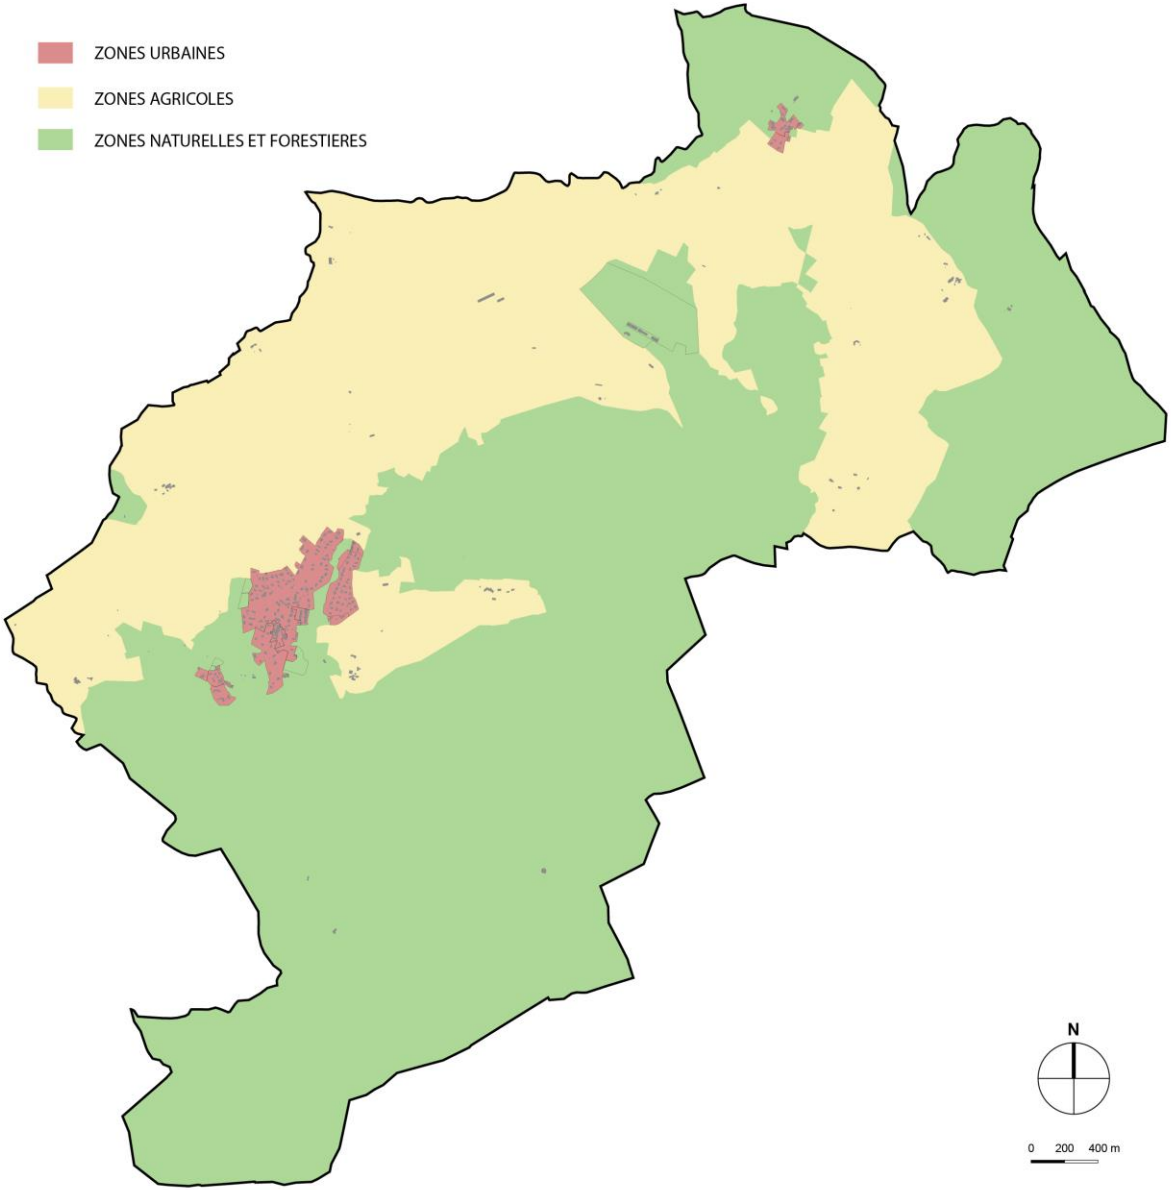 ZONES URBAINES
ZONES AGRICOLES
ZONES NATURELLES ET FORESTIERES
N
0 200 400 m